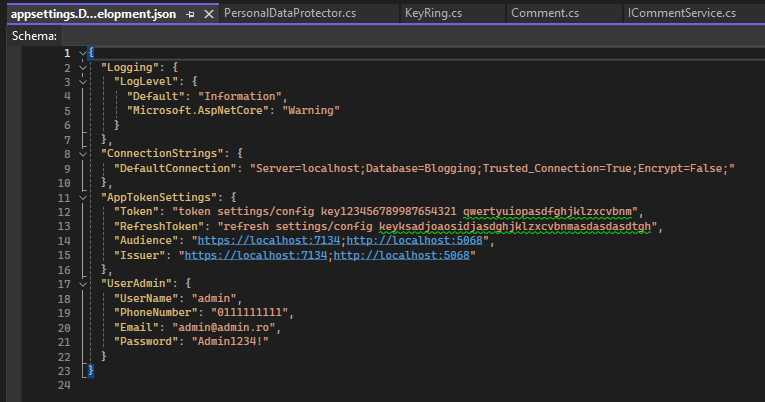 appsettings.D...elopment.json PersonalDataProtector.cs KeyRing.cs Comment.cs ICommentService.cs
Schema:
1 {
2 "Logging": {
3 "LogLevel": {
4 "Default": "Information",
5 "Microsoft.AspNetCore": "Warning"
6 }
7 },
8 "ConnectionStrings": {
9 "DefaultConnection": "Server=localhost;Database=Blogging;Trusted_Connection=True;Encrypt=False;"
10 },
11 "AppTokenSettings": {
12 "Token": "token settings/config key123456789987654321 qwertyuiopasdfghjklzxcvbnm",
13 "RefreshToken": "refresh settings/config keyksadjoaosidjasdghjklzxcvbnmasdasdasdtgh",
14 "Audience": "https://localhost:7134;http://localhost:5068",
15 "Issuer": "https://localhost:7134;http://localhost:5068"
16 },
17 "UserAdmin": {
18 "UserName": "admin",
19 "PhoneNumber": "0111111111",
20 "Email": "admin@admin.ro",
21 "Password": "Admin1234!"
22 }
23 }
24